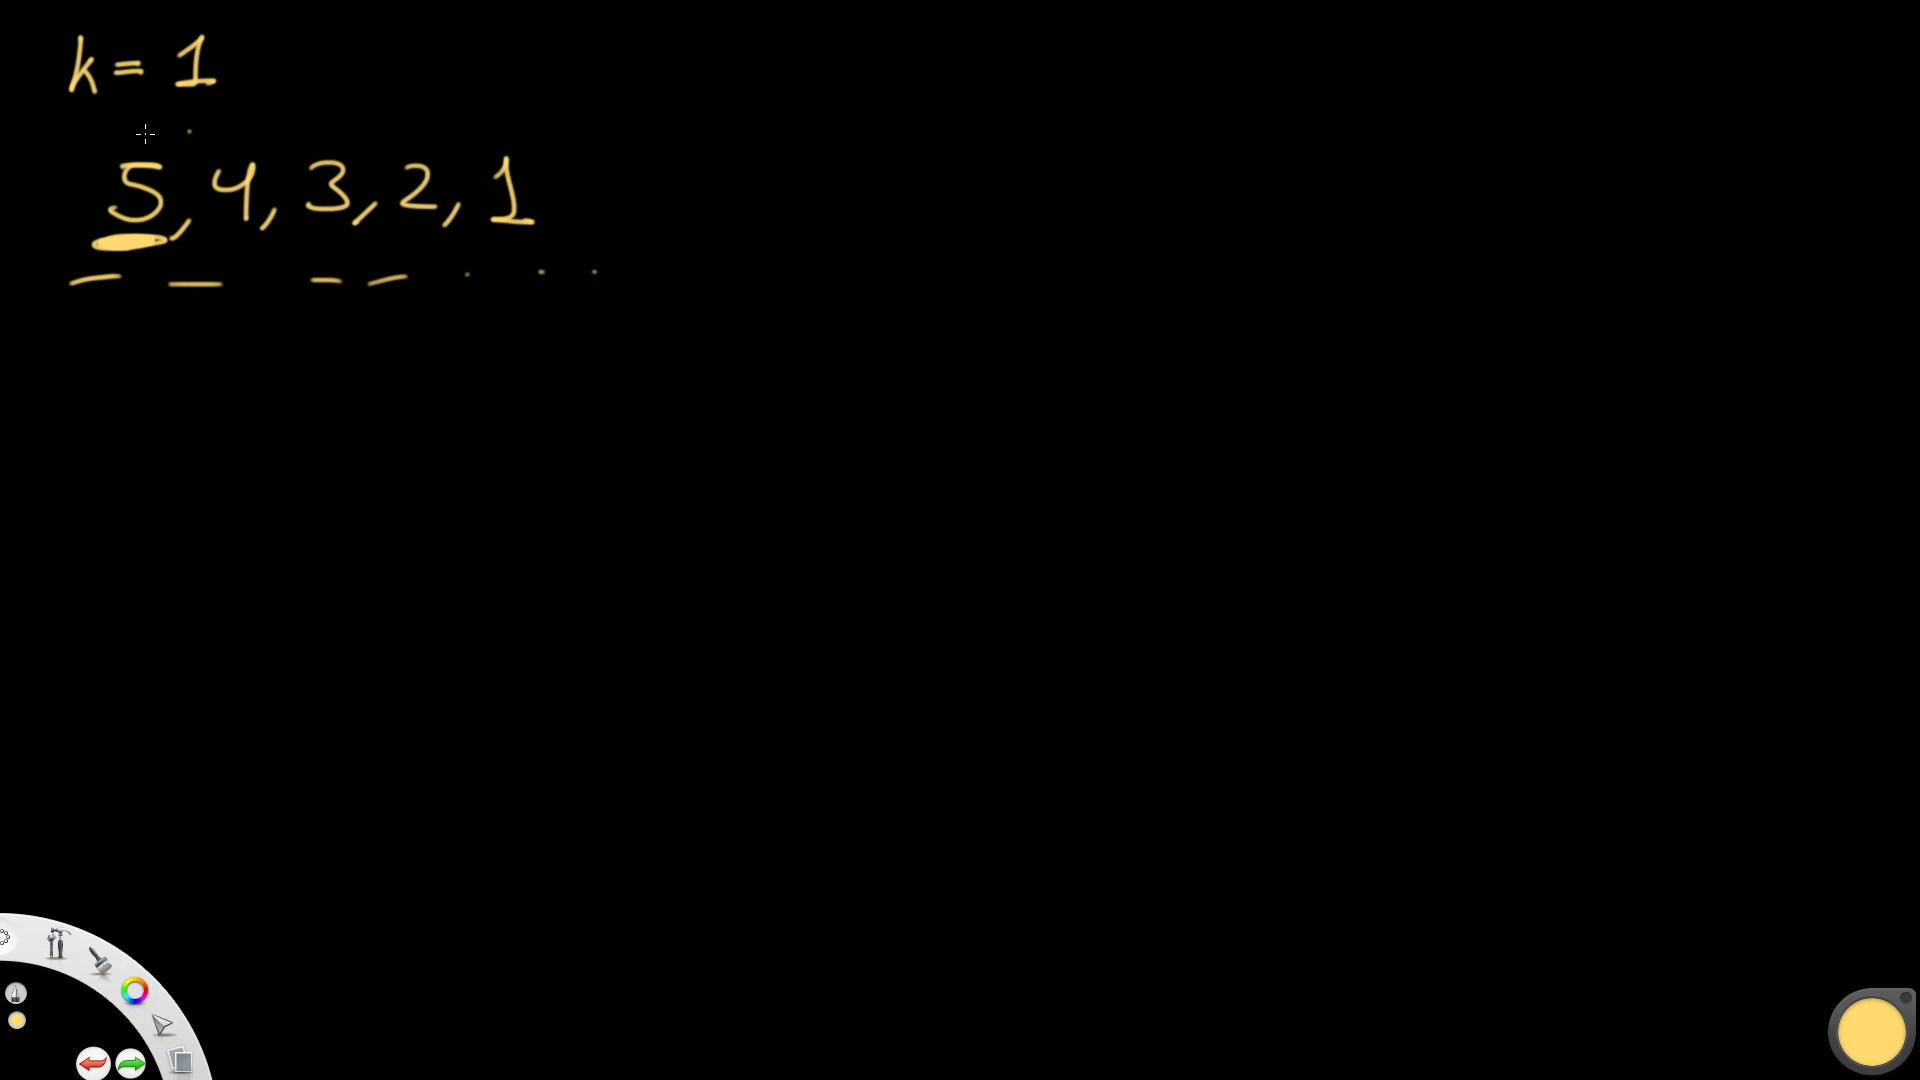 k = 1
5, 4, 3, 2, 1